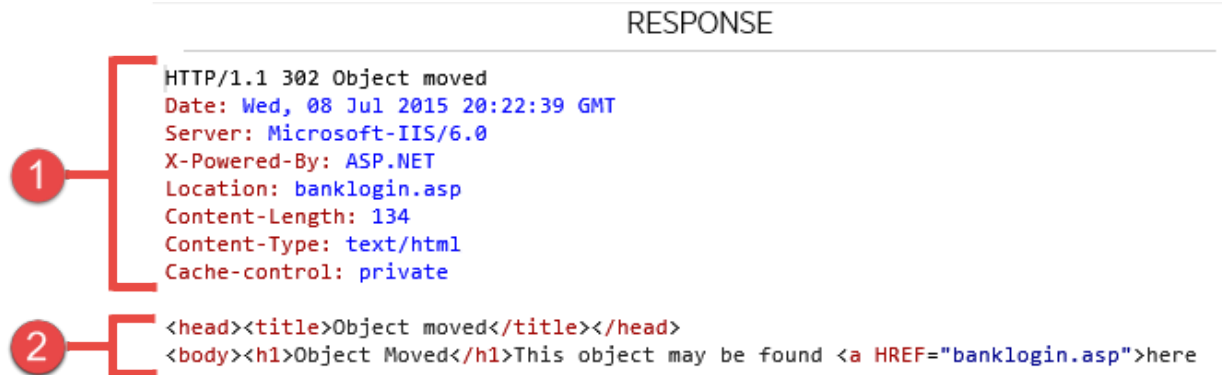 RESPONSE
1
HTTP/1.1 302 Object moved
Date: Wed, 08 Jul 2015 20:22:39 GMT
Server: Microsoft-IIS/6.0
X-Powered-By: ASP.NET
Location: banklogin.asp
Content-Length: 134
Content-Type: text/html
Cache-control: private
2
<head><title>Object moved</title></head>
<body><h1>Object Moved</h1>This object may be found <a HREF="banklogin.asp">here